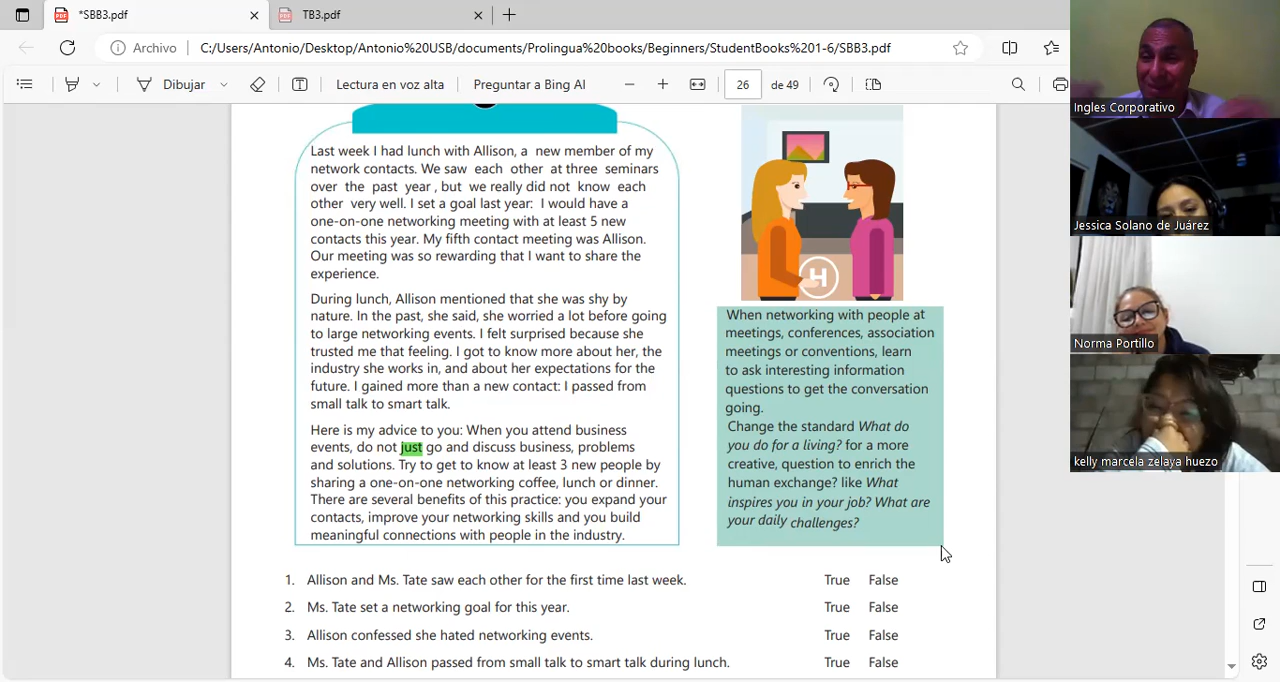 *SBB3.pdf
TB3.pdf
Archivo
C:/Users/Antonio/Desktop/Antonio%20USB/documents/Prolingua%20books/Beginners/StudentBooks%201-6/SBB3.pdf
Dibujar
Lectura en voz alta
Preguntar a Bing AI
26
de 49
Last week I had lunch with Allison, a new member of my
network contacts. We saw each other at three seminars
over the past year , but we really did not know each
other very well. I set a goal last year: I would have a
one-on-one networking meeting with at least 5 new
contacts this year. My fifth contact meeting was Allison.
Our meeting was so rewarding that I want to share the
experience.
During lunch, Allison mentioned that she was shy by
nature. In the past, she said, she worried a lot before going
to large networking events. I felt surprised because she
trusted me that feeling. I got to know more about her, the
industry she works in, and about her expectations for the
future. I gained more than a new contact: I passed from
small talk to smart talk.
Here is my advice to you: When you attend business
events, do not just go and discuss business, problems
and solutions. Try to get to know at least 3 new people by
sharing a one-on-one networking coffee, lunch or dinner.
There are several benefits of this practice: you expand your
contacts, improve your networking skills and you build
meaningful connections with people in the industry.
H
When networking with people at
meetings, conferences, association
meetings or conventions, learn
to ask interesting information
questions to get the conversation
going.
Change the standard What do
you do for a living? for a more
creative, question to enrich the
human exchange? like What
inspires you in your job? What are
your daily challenges?
1. Allison and Ms. Tate saw each other for the first time last week. True False
2. Ms. Tate set a networking goal for this year. True False
3. Allison confessed she hated networking events. True False
4. Ms. Tate and Allison passed from small talk to smart talk during lunch. True False
Ingles Corporativo
Jessica Solano de Juárez
Norma Portillo
kelly marcela zelaya huezo